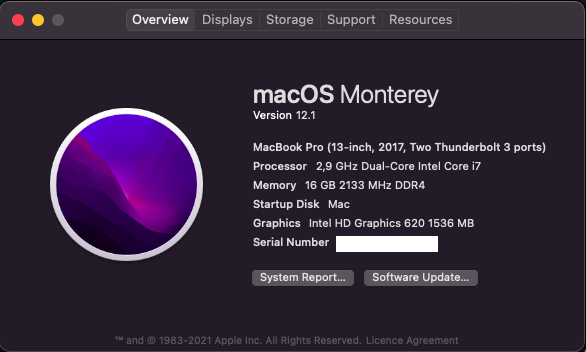 Overview Displays Storage Support Resources
macOS Monterey
Version 12.1
MacBook Pro (13-inch, 2017, Two Thunderbolt 3 ports)
Processor 2,9 GHz Dual-Core Intel Core i7
Memory 16 GB 2133 MHz DDR4
Startup Disk Mac
Graphics Intel HD Graphics 620 1536 MB
Serial Number
System Report... Software Update...
™ and © 1983-2021 Apple Inc. All Rights Reserved. Licence Agreement